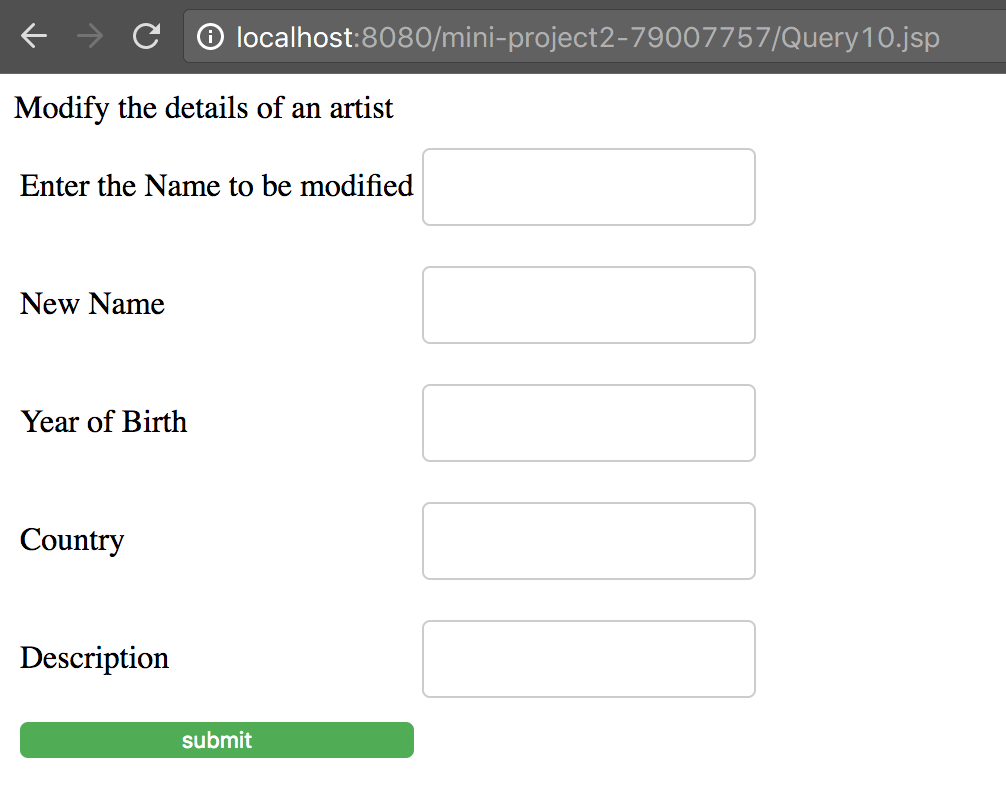 localhost:8080/mini-project2-79007757/Query10.jsp
Modify the details of an artist
Enter the Name to be modified
New Name
Year of Birth
Country
Description
submit